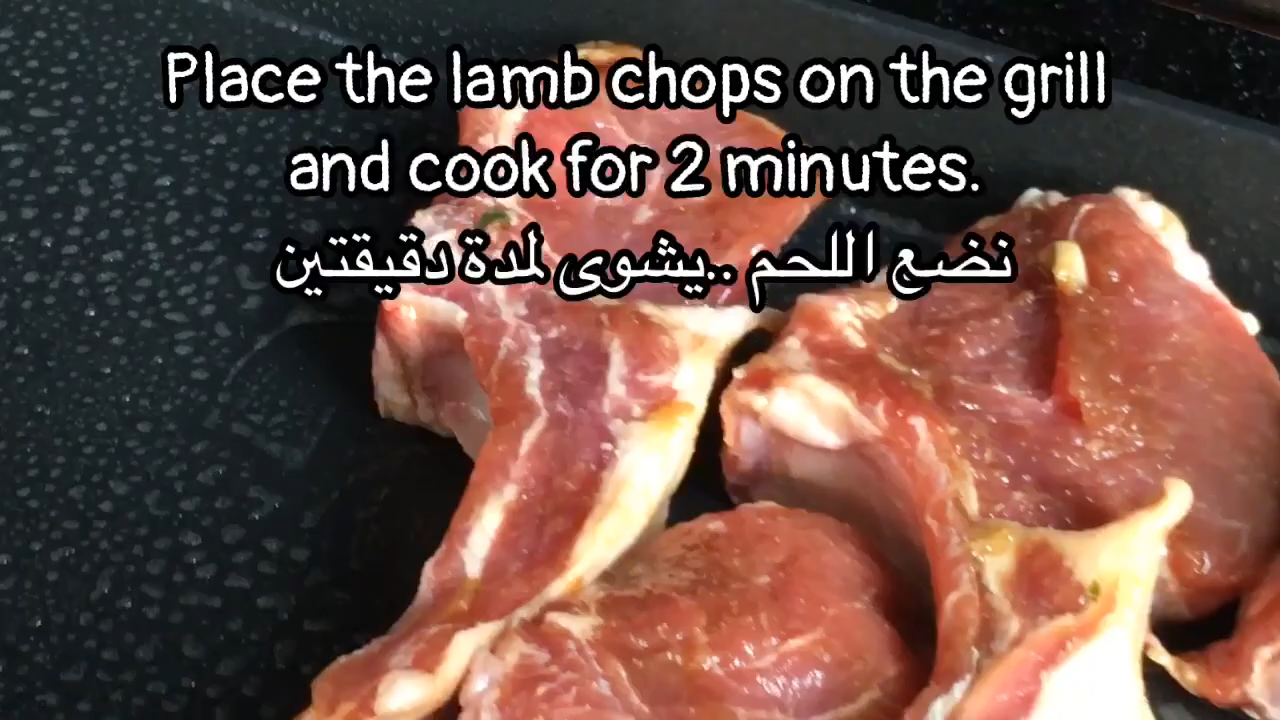 Place the lamb chops on the grill
and cook for 2 minutes.
نضع اللحم ..يشوى لمدة دقيقتين